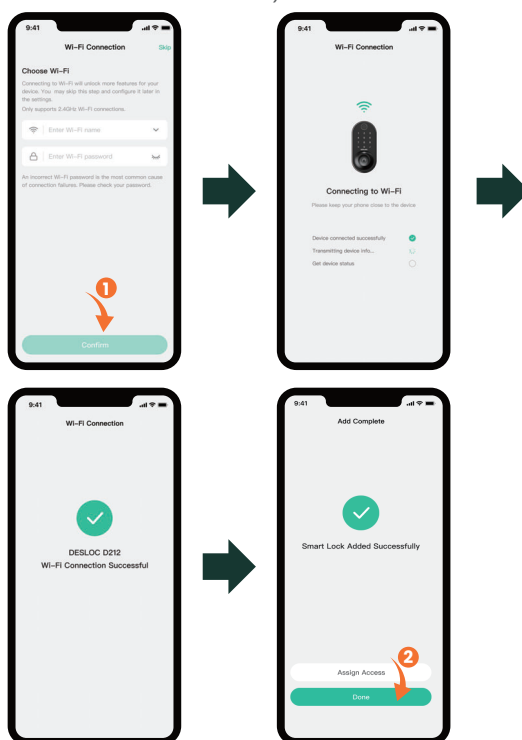 9:41
Wi-Fi Connection
Skip
Choose Wi-Fi
Connecting to Wi-Fi will unlock more features for your
device. You may skip this step and configure it later in
the settings.
Only supports 2.4GHz Wi-Fi connections.
Enter Wi-Fi name
Enter Wi-Fi password
An incorrect Wi-Fi password is the most common cause
of connection failures. Please check your password.
1
Confirm
9:41
Wi-Fi Connection
Connecting to Wi-Fi
Please keep your phone close to the device
Device connected successfully
Transmitting device info...
Get device status
9:41
Wi-Fi Connection
DESLOC D212
Wi-Fi Connection Successful
9:41
Add Complete
Smart Lock Added Successfully
Assign Access
2
Done